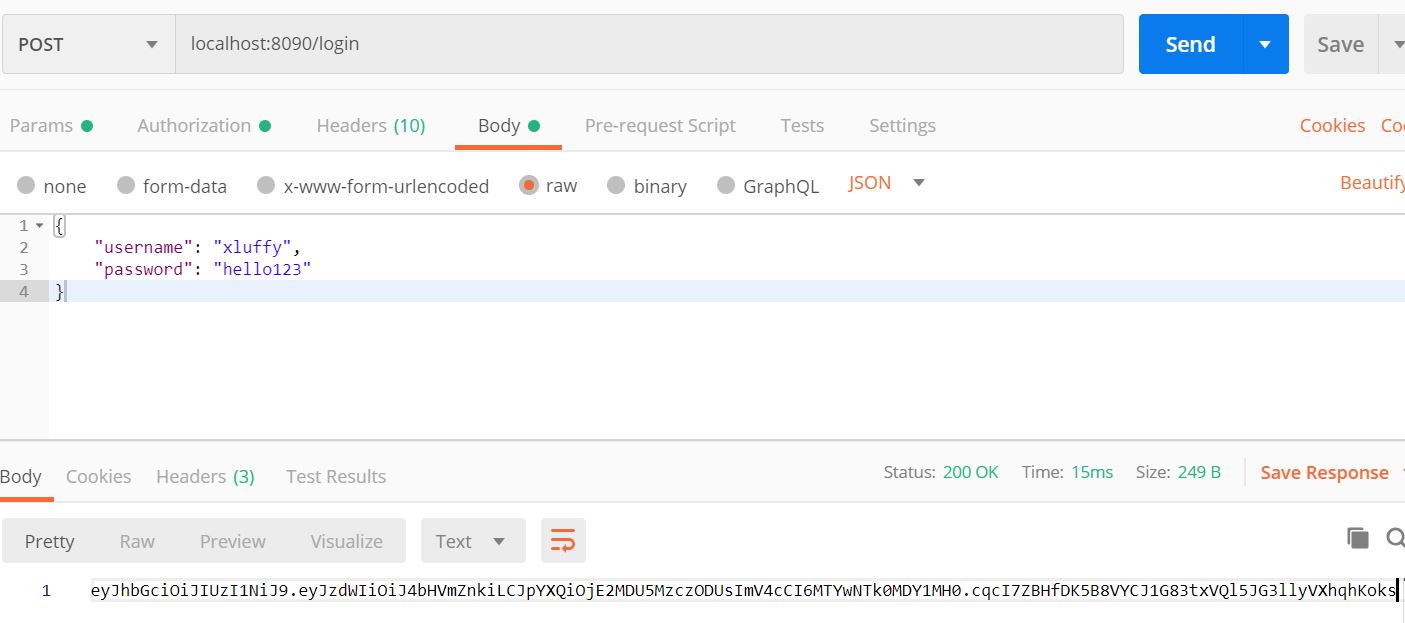 POST localhost:8090/login Send Save
Params Authorization Headers (10) Body Pre-request Script Tests Settings Cookies Co
none form-data x-www-form-urlencoded raw binary GraphQL JSON Beautify
1 {
2 "username": "xluffy",
3 "password": "hello123"
4 }
Body Cookies Headers (3) Test Results Status: 200 OK Time: 15ms Size: 249 B Save Response
Pretty Raw Preview Visualize Text
1 eyJhbGciOiJIUzI1NiJ9.eyJzdWIiOiJ4bHVmZnkiLCJpYXQiOjE2MDU5MzczODUsImV4cCI6MTYwNTk0MDY1MH0.cqcI7ZBHfDK5B8VYCJ1G83txVQl5JG3llyVXhqhKoks